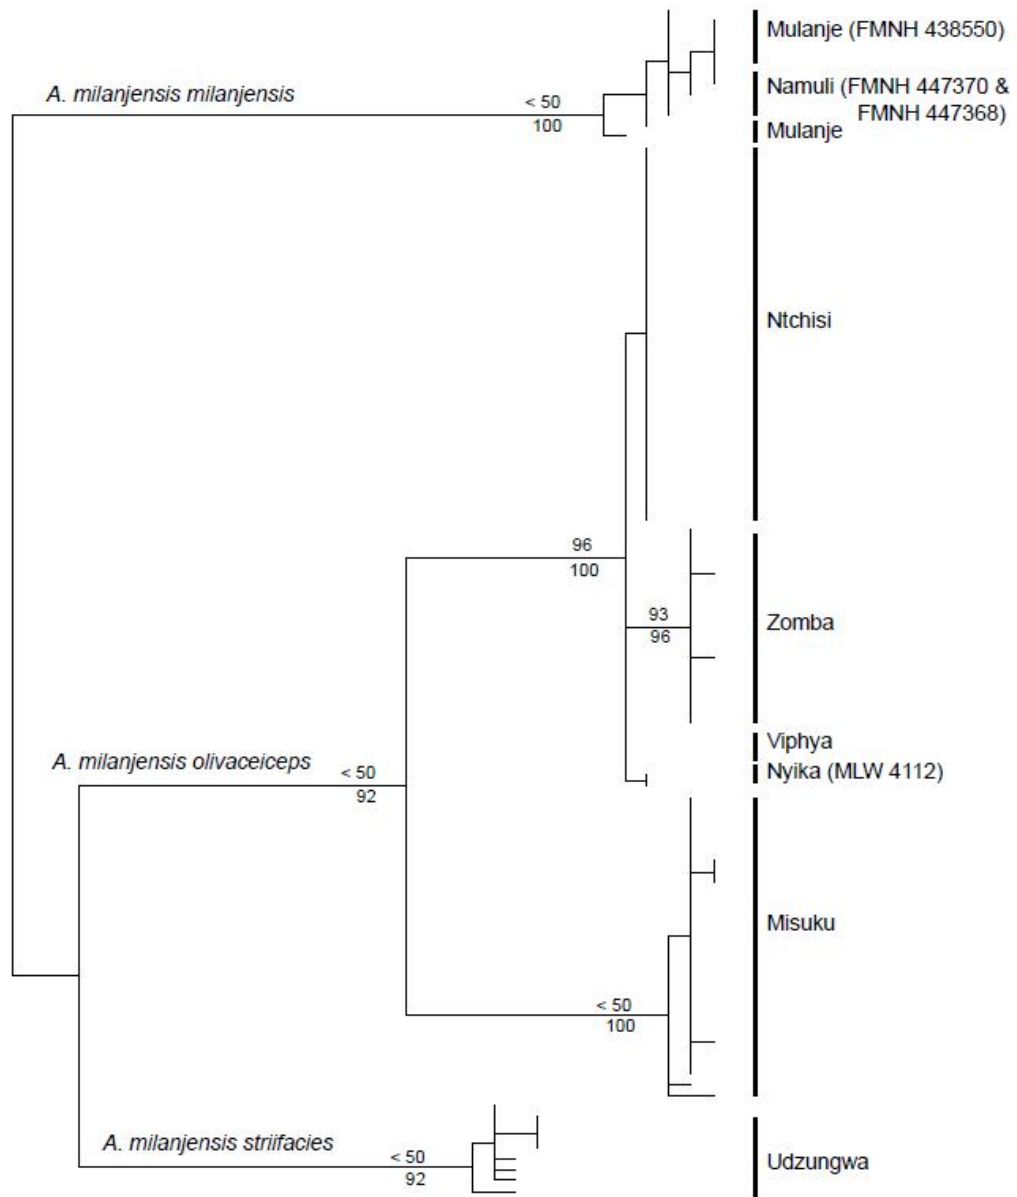 Mulanje (FMNH 438550)
A. milanjensis milanjensis
< 50
100
Namuli (FMNH 447370 &
FMNH 447368)
Mulanje
Ntchisi
96
100
93
96
Zomba
Viphya
A. milanjensis olivaceiceps
< 50
92
Nyika (MLW 4112)
Misuku
< 50
100
A. milanjensis striifacies
< 50
92
Udzungwa